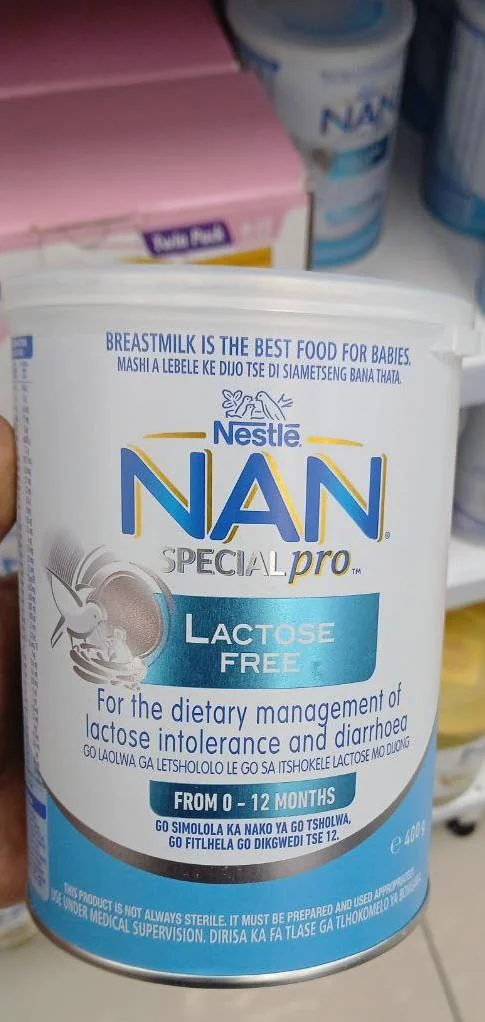 NAN
Twin Pack
BREASTMILK IS THE BEST FOOD FOR BABIES.
MASHI A LEBELE KE DIJO TSE DI SIAMETSENG BANA THATA.
Nestlé
NAN
SPECIALpro™
LACTOSE
FREE
For the dietary management of
lactose intolerance and diarrhoea
GO LAOLWA GA LETSHOLOLO LE GO SA ITSHOKELE LACTOSE MO DIJONG
FROM 0 - 12 MONTHS
GO SIMOLOLA KA NAKO YA GO TSHOLWA,
GO FITLHELA GO DIKGWEDI TSE 12.
e 400 g
THIS PRODUCT IS NOT ALWAYS STERILE. IT MUST BE PREPARED AND USED APPROPRIATELY.
USE UNDER MEDICAL SUPERVISION. DIRISA KA FA TLASE GA TLHOKOMELO YA